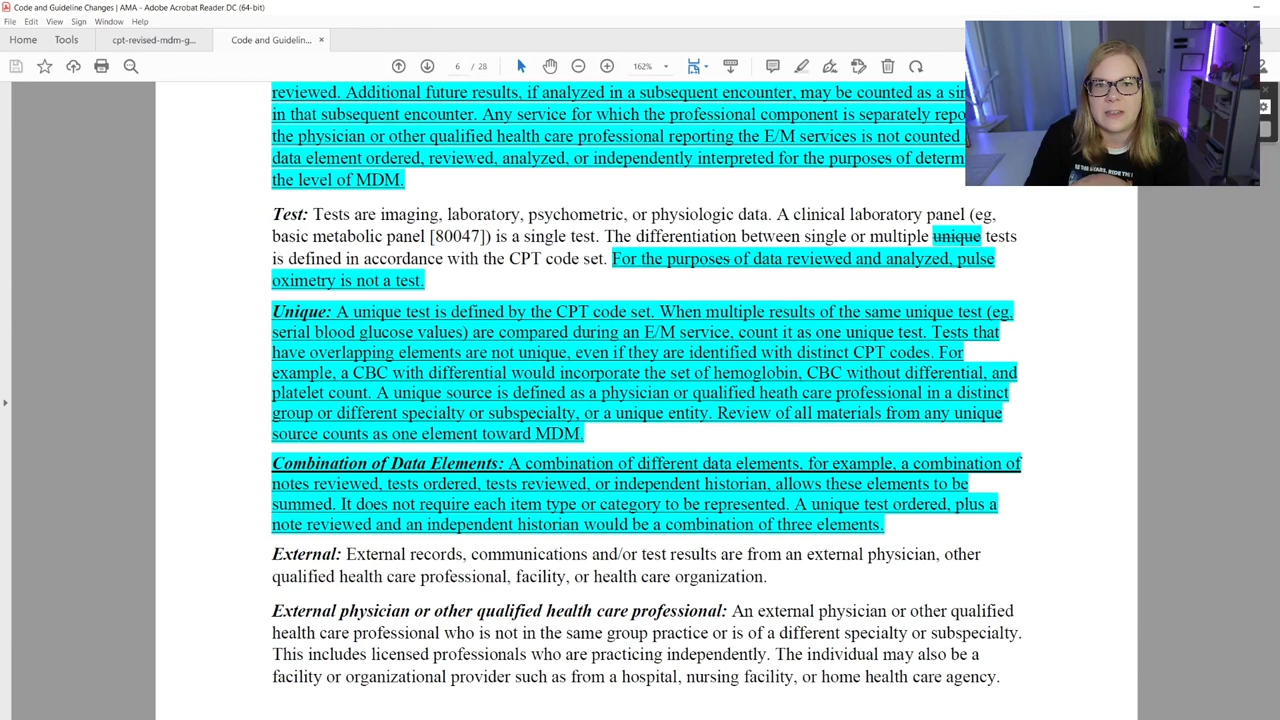 Code and Guideline Changes | AMA - Adobe Acrobat Reader DC (64-bit)
File Edit View Sign Window Help
Home Tools cpt-revised-mdm-g... Code and Guidelin... ×
6 / 28 162%
reviewed. Additional future results, if analyzed in a subsequent encounter, may be counted as a sin
in that subsequent encounter. Any service for which the professional component is separately repo
the physician or other qualified health care professional reporting the E/M services is not counted
data element ordered, reviewed, analyzed, or independently interpreted for the purposes of determ
the level of MDM.
Test: Tests are imaging, laboratory, psychometric, or physiologic data. A clinical laboratory panel (eg,
basic metabolic panel [80047]) is a single test. The differentiation between single or multiple unique tests
is defined in accordance with the CPT code set. For the purposes of data reviewed and analyzed, pulse
oximetry is not a test.
Unique: A unique test is defined by the CPT code set. When multiple results of the same unique test (eg,
serial blood glucose values) are compared during an E/M service, count it as one unique test. Tests that
have overlapping elements are not unique, even if they are identified with distinct CPT codes. For
example, a CBC with differential would incorporate the set of hemoglobin, CBC without differential, and
platelet count. A unique source is defined as a physician or qualified heath care professional in a distinct
group or different specialty or subspecialty, or a unique entity. Review of all materials from any unique
source counts as one element toward MDM.
Combination of Data Elements: A combination of different data elements, for example, a combination of
notes reviewed, tests ordered, tests reviewed, or independent historian, allows these elements to be
summed. It does not require each item type or category to be represented. A unique test ordered, plus a
note reviewed and an independent historian would be a combination of three elements.
External: External records, communications and/or test results are from an external physician, other
qualified health care professional, facility, or health care organization.
External physician or other qualified health care professional: An external physician or other qualified
health care professional who is not in the same group practice or is of a different specialty or subspecialty.
This includes licensed professionals who are practicing independently. The individual may also be a
facility or organizational provider such as from a hospital, nursing facility, or home health care agency.